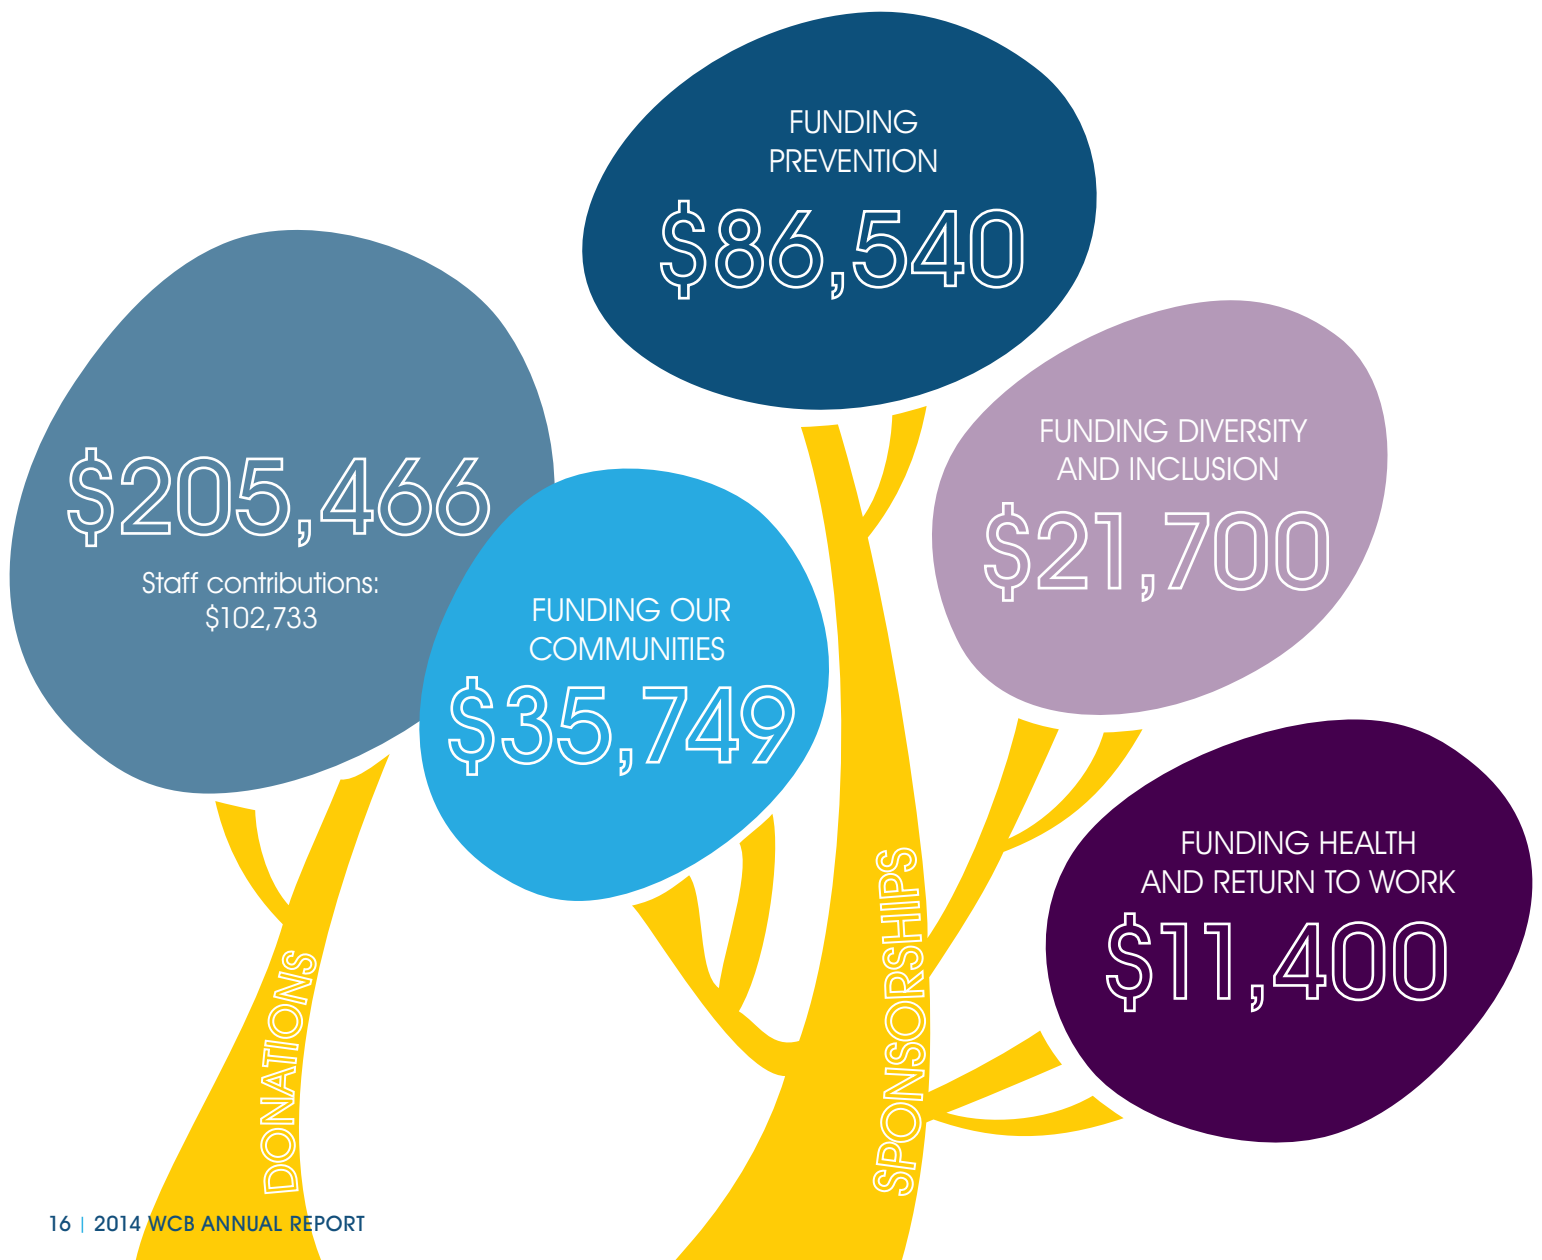 FUNDING
PREVENTION
$86,540
$205,466
Staff contributions:
$102,733
FUNDING OUR
COMMUNITIES
$35,749
FUNDING DIVERSITY
AND INCLUSION
$21,700
FUNDING HEALTH
AND RETURN TO WORK
$11,400
DONATIONS
SPONSORSHIPS
16 | 2014 WCB ANNUAL REPORT